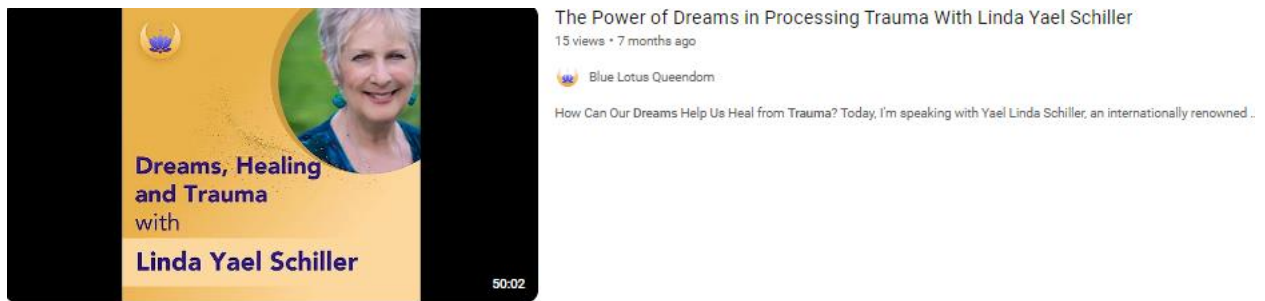 Dreams, Healing
and Trauma
with
Linda Yael Schiller
50:02
The Power of Dreams in Processing Trauma With Linda Yael Schiller
15 views • 7 months ago
Blue Lotus Queendom
How Can Our Dreams Help Us Heal from Trauma? Today, I'm speaking with Yael Linda Schiller, an internationally renowned ..